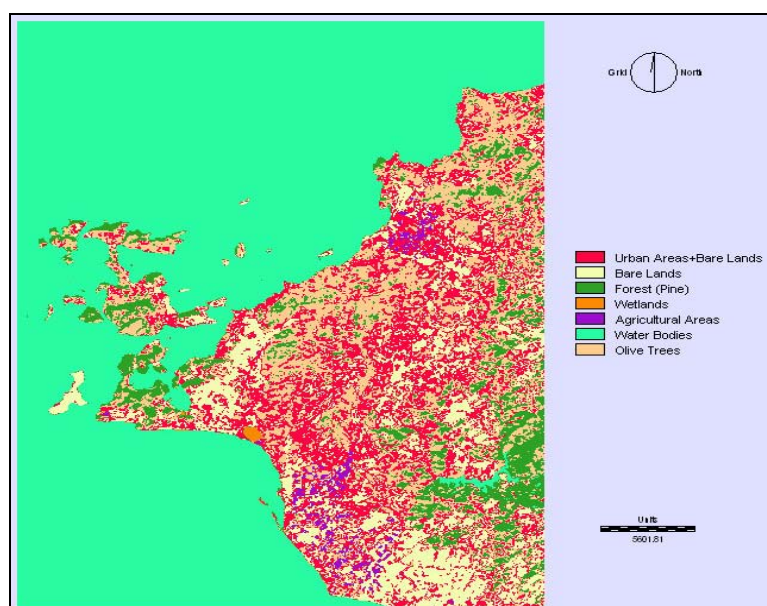 Grid North
Urban Areas+Bare Lands
Bare Lands
Forest (Pine)
Wetlands
Agricultural Areas
Water Bodies
Olive Trees
Units
5601.81